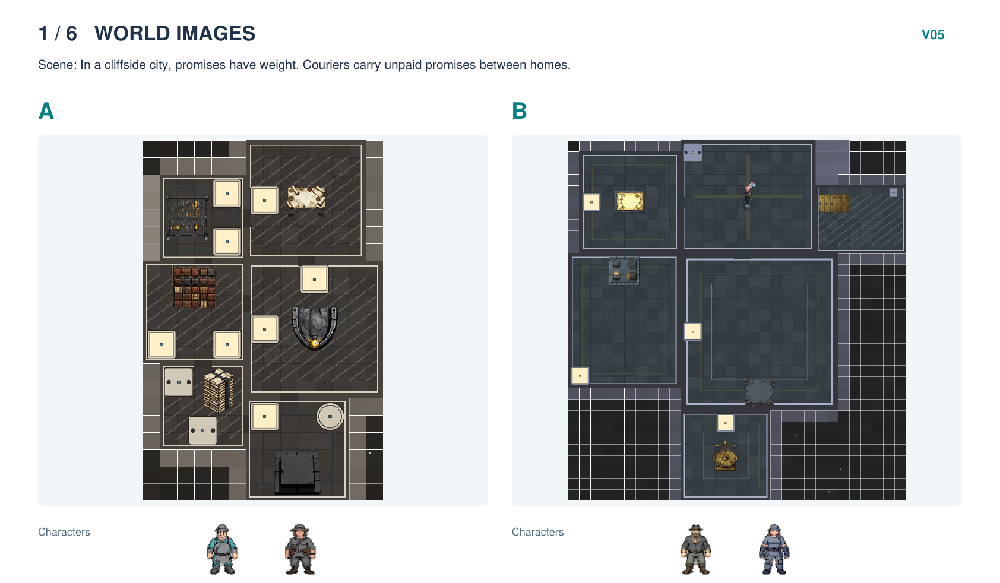 1 / 6 WORLD IMAGES
V05
Scene: In a cliffside city, promises have weight. Couriers carry unpaid promises between homes.
A
B
Characters
Characters